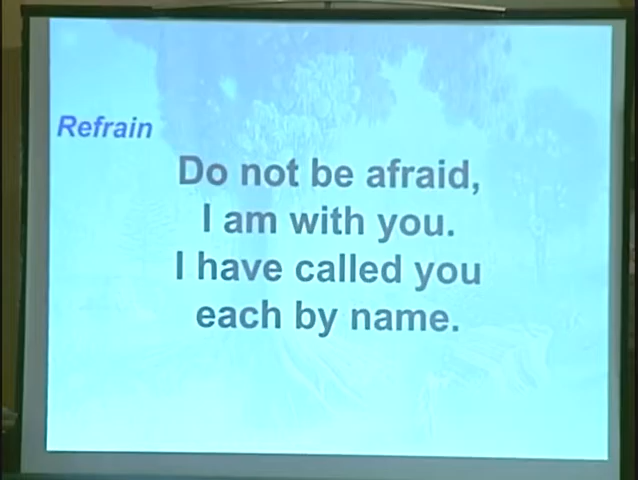 Refrain
Do not be afraid,
I am with you.
I have called you
each by name.